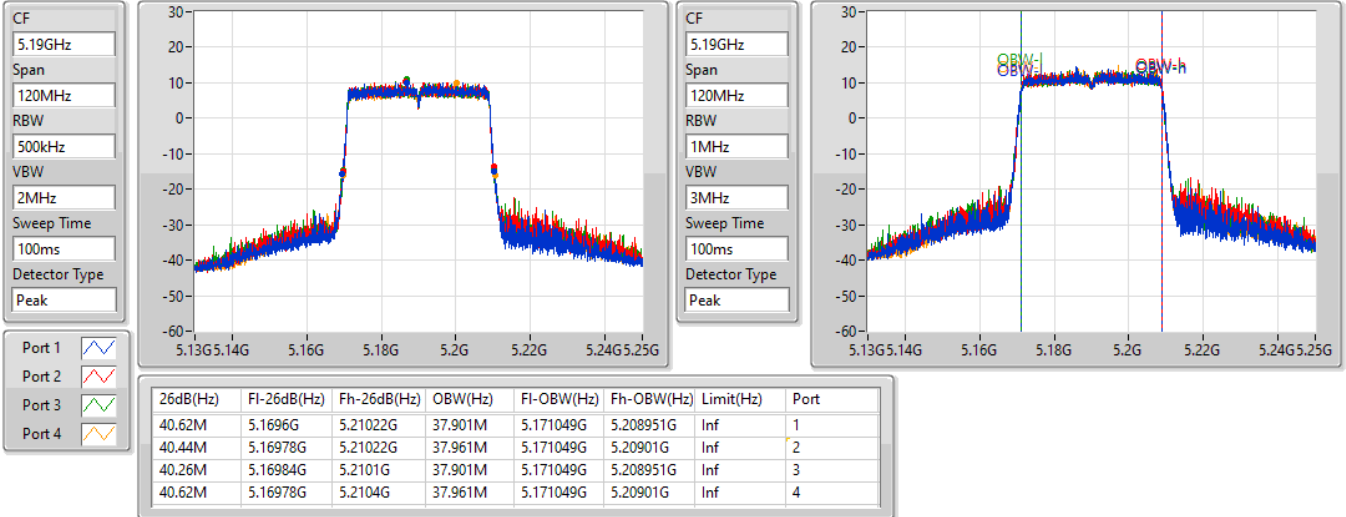 CF
5.19GHz
Span
120MHz
RBW
500kHz
VBW
2MHz
Sweep Time
100ms
Detector Type
Peak
30
20
10
0
-10
-20
-30
-40
-50
-60
5.13G 5.14G 5.16G 5.18G 5.2G 5.22G 5.24G 5.25G
CF
5.19GHz
Span
120MHz
RBW
1MHz
VBW
3MHz
Sweep Time
100ms
Detector Type
Peak
30
20
10
0
-10
-20
-30
-40
-50
-60
OBW-l
OBW-h
5.13G 5.14G 5.16G 5.18G 5.2G 5.22G 5.24G 5.25G
Port 1
Port 2
Port 3
Port 4
26dB(Hz) Fl-26dB(Hz) Fh-26dB(Hz) OBW(Hz) Fl-OBW(Hz) Fh-OBW(Hz) Limit(Hz) Port
40.62M 5.1696G 5.21022G 37.901M 5.171049G 5.208951G Inf 1
40.44M 5.16978G 5.21022G 37.961M 5.171049G 5.20901G Inf 2
40.26M 5.16984G 5.2101G 37.901M 5.171049G 5.208951G Inf 3
40.62M 5.16978G 5.2104G 37.961M 5.171049G 5.20901G Inf 4